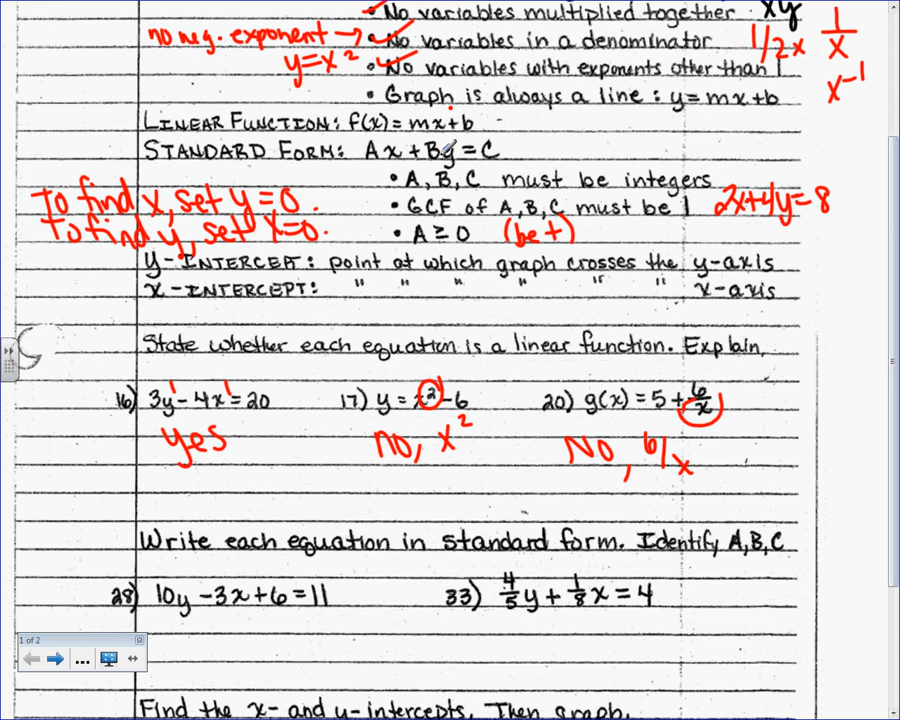 • No variables multiplied together xy
no neg. exponent → • No variables in a denominator 1/2x 1/x
y=x² • No variables with exponents other than 1 x⁻¹
• Graph is always a line : y=mx+b
LINEAR FUNCTION: f(x) = mx+b
STANDARD FORM: Ax + By = C
• A, B, C must be integers
To find x, set y=0. • GCF of A,B,C must be 1 2x+4y=8
To find y, set x=0. • A ≥ 0 (be +)
y-INTERCEPT: point at which graph crosses the y-axis
x-INTERCEPT: " " " " " " x-axis
State whether each equation is a linear function. Explain.
16) 3y¹ - 4x¹ = 20 17) y = x² - 6 20) g(x) = 5 + 6/x
yes no, x² No, 6/x
Write each equation in standard form. Identify A,B,C
28) 10y - 3x + 6 = 11 33) 4/5 y + 1/8 x = 4
1 of 2
Find the x- and y-intercepts. Then graph.